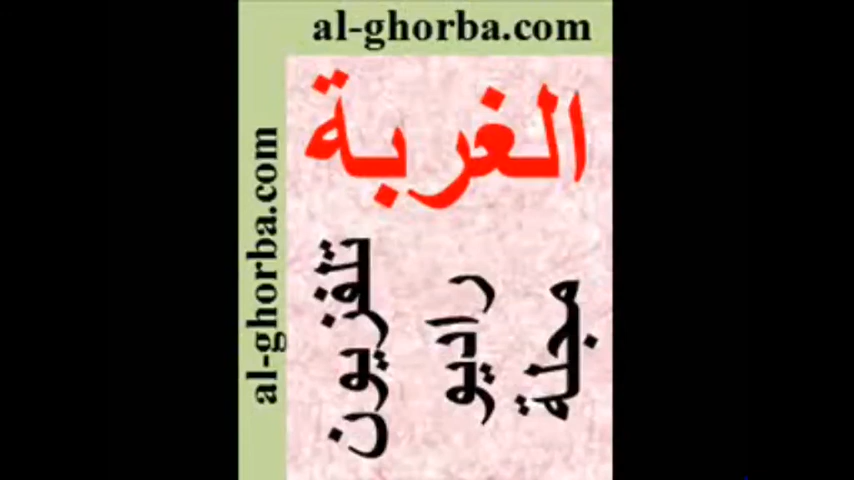 al-ghorba.com
al-ghorba.com
الغربة
مجلة
راديو
تلفزيون